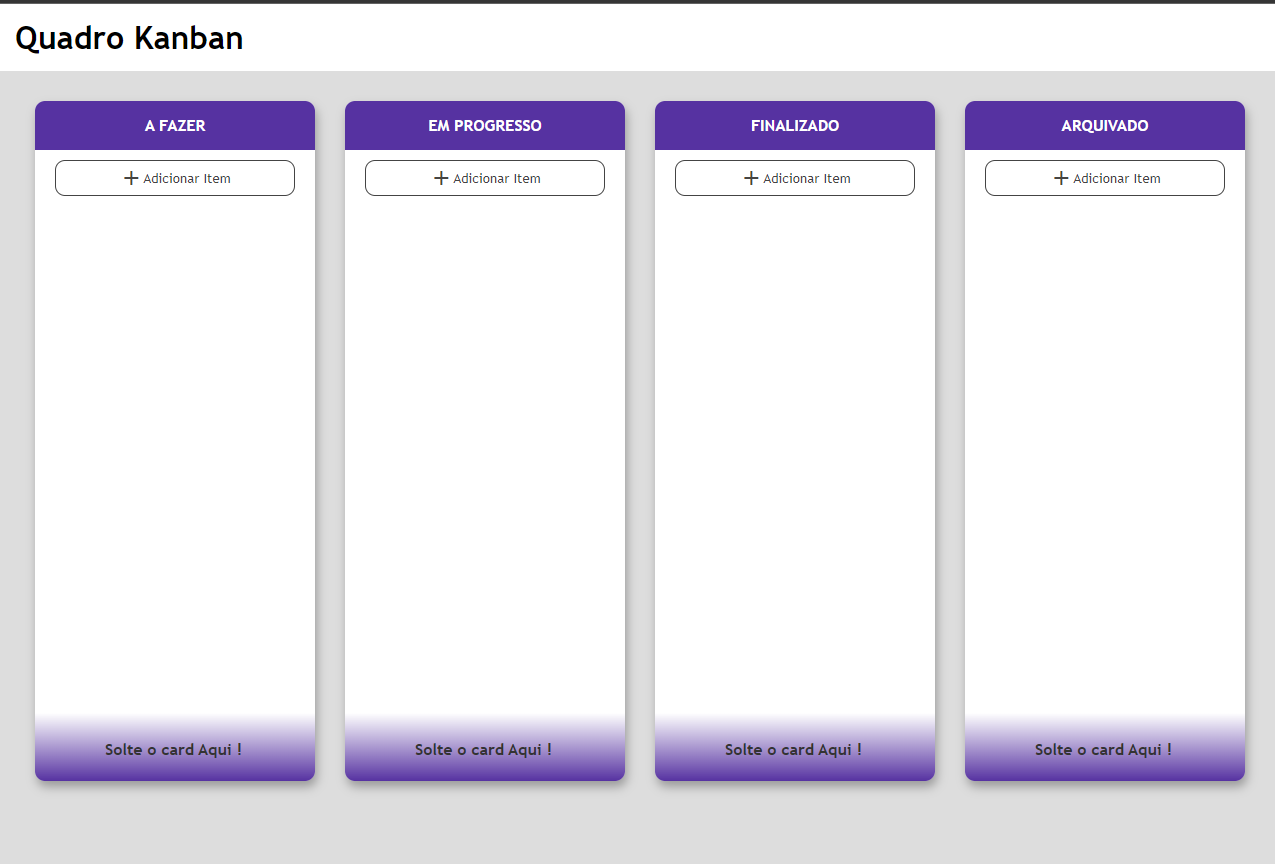 Quadro Kanban
A FAZER
EM PROGRESSO
FINALIZADO
ARQUIVADO
+ Adicionar Item
+ Adicionar Item
+ Adicionar Item
+ Adicionar Item
Solte o card Aqui !
Solte o card Aqui !
Solte o card Aqui !
Solte o card Aqui !